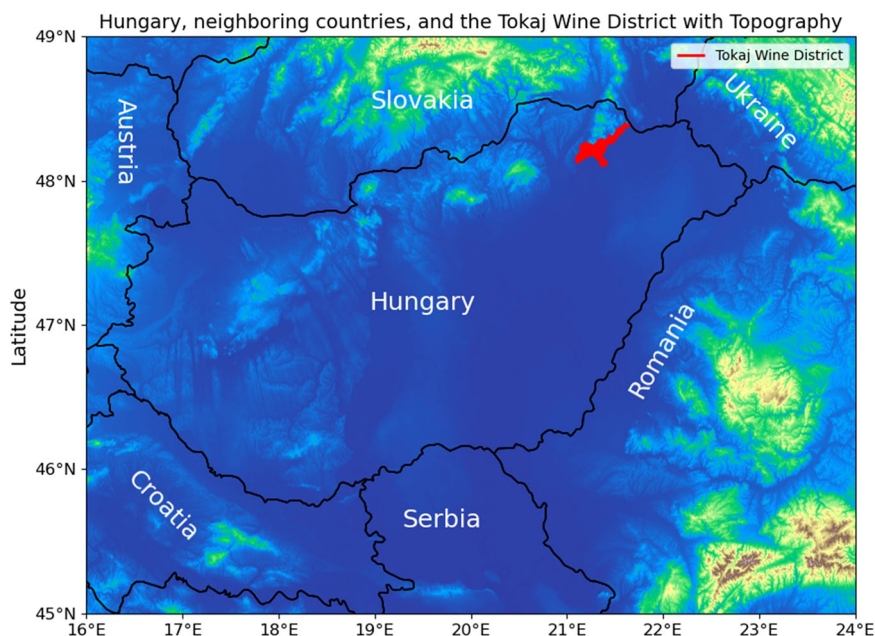 Hungary, neighboring countries, and the Tokaj Wine District with Topography
49°N
Tokaj Wine District
Slovakia
Ukraine
Austria
48°N
Hungary
47°N
Latitude
Romania
46°N
Croatia
Serbia
45°N
16°E 17°E 18°E 19°E 20°E 21°E 22°E 23°E 24°E